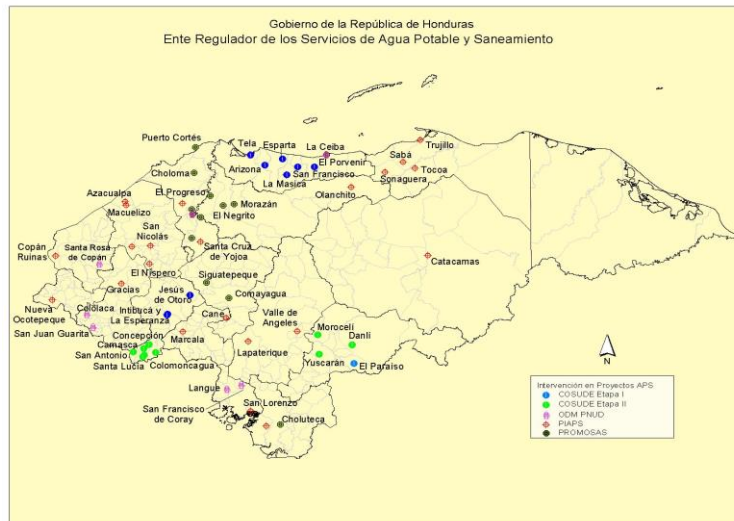 Gobierno de la República de Honduras
Ente Regulador de los Servicios de Agua Potable y Saneamiento
Puerto Cortés
Tela
Esparta
La Ceiba
Trujillo
Choloma
Arizona
El Porvenir
San Francisco
La Masica
Sabá
Tocoa
Sonaguera
Olanchito
Azacualpa
Macuelizo
El Progreso
Morazán
El Negrito
San
Nicolás
Copán
Ruinas
Santa Rosa
de Copán
Santa Cruz
de Yojoa
Catacamas
El Níspero
Gracias
Siguatepeque
Jesús
de Otoro
Comayagua
Nueva
Ocotepeque
Cololaca
Intibucá y
La Esperanza
Cane
Valle de
Angeles
Morocelí
Danlí
San Juan Guarita
Concepción
Camasca
Marcala
San Antonio
Santa Lucía
Colomoncagua
Lapaterique
Yuscarán
El Paraíso
Langue
San Francisco
de Coray
San Lorenzo
Choluteca
N
Intervención en Proyectos APS
COSUDE Etapa I
COSUDE Etapa II
ODM PNUD
PIAPS
PROMOSAS